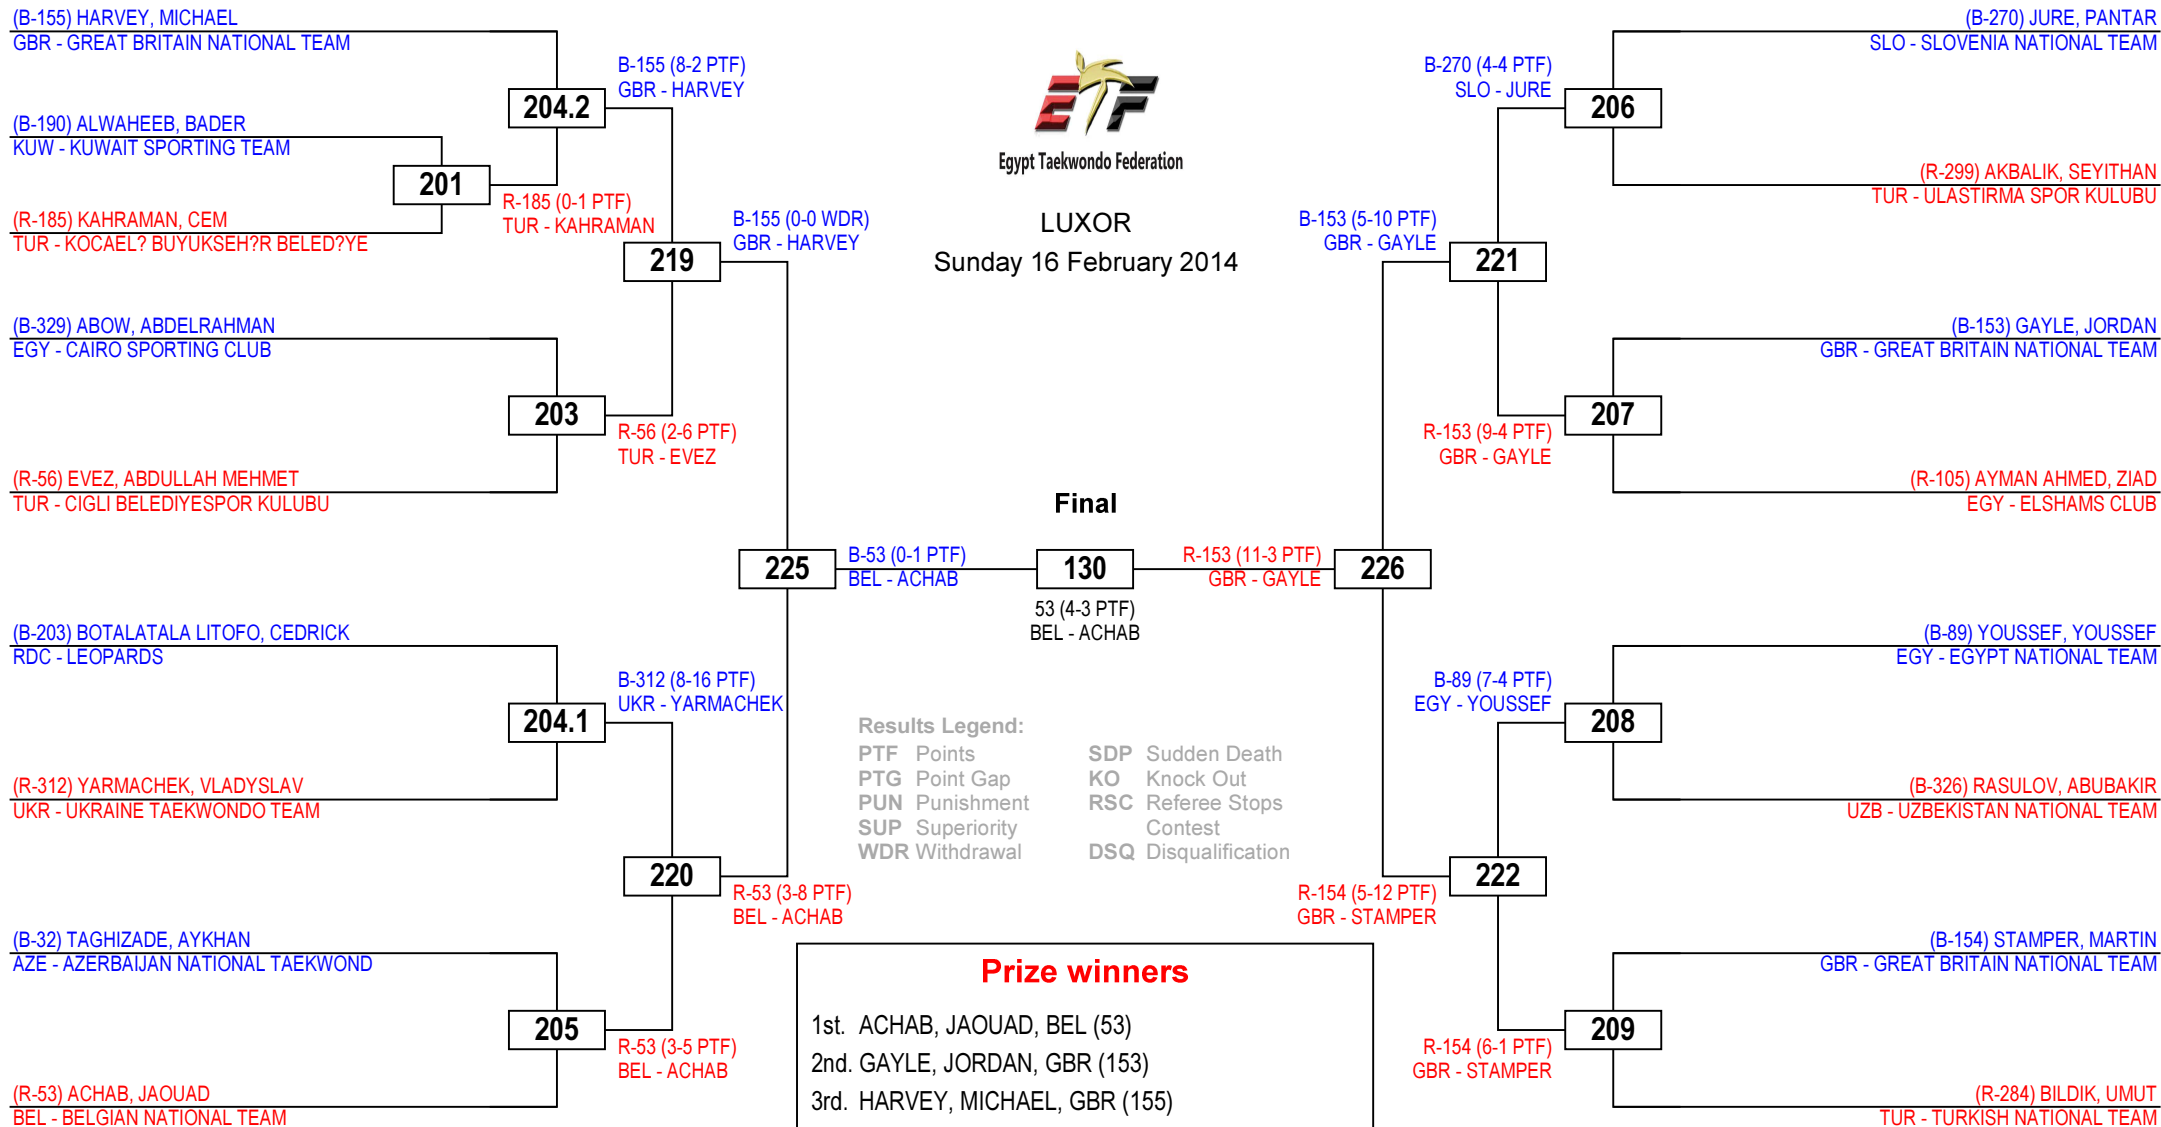 (B-155) HARVEY, MICHAEL
GBR - GREAT BRITAIN NATIONAL TEAM
(B-190) ALWAHEEB, BADER
KUW - KUWAIT SPORTING TEAM
(R-185) KAHRAMAN, CEM
TUR - KOCAEL? BUYUKSEH?R BELED?YE
(B-329) ABOW, ABDELRAHMAN
EGY - CAIRO SPORTING CLUB
(R-56) EVEZ, ABDULLAH MEHMET
TUR - CIGLI BELEDIYESPOR KULUBU
(B-203) BOTALATALA LITOFO, CEDRICK
RDC - LEOPARDS
(R-312) YARMACHEK, VLADYSLAV
UKR - UKRAINE TAEKWONDO TEAM
(B-32) TAGHIZADE, AYKHAN
AZE - AZERBAIJAN NATIONAL TAEKWOND
(R-53) ACHAB, JAOUAD
BEL - BELGIAN NATIONAL TEAM
201
R-185 (0-1 PTF)
TUR - KAHRAMAN
204.2
B-155 (8-2 PTF)
GBR - HARVEY
203
R-56 (2-6 PTF)
TUR - EVEZ
204.1
B-312 (8-16 PTF)
UKR - YARMACHEK
205
R-53 (3-5 PTF)
BEL - ACHAB
219
B-155 (0-0 WDR)
GBR - HARVEY
220
R-53 (3-8 PTF)
BEL - ACHAB
225
B-53 (0-1 PTF)
BEL - ACHAB
ETF
Egypt Taekwondo Federation
LUXOR
Sunday 16 February 2014
Final
130
53 (4-3 PTF)
BEL - ACHAB
Results Legend:
PTF Points
PTG Point Gap
PUN Punishment
SUP Superiority
WDR Withdrawal
SDP Sudden Death
KO Knock Out
RSC Referee Stops
Contest
DSQ Disqualification
Prize winners
1st. ACHAB, JAOUAD, BEL (53)
2nd. GAYLE, JORDAN, GBR (153)
3rd. HARVEY, MICHAEL, GBR (155)
R-153 (11-3 PTF)
GBR - GAYLE
226
B-153 (5-10 PTF)
GBR - GAYLE
221
R-154 (5-12 PTF)
GBR - STAMPER
222
B-270 (4-4 PTF)
SLO - JURE
206
R-153 (9-4 PTF)
GBR - GAYLE
207
B-89 (7-4 PTF)
EGY - YOUSSEF
208
R-154 (6-1 PTF)
GBR - STAMPER
209
(B-270) JURE, PANTAR
SLO - SLOVENIA NATIONAL TEAM
(R-299) AKBALIK, SEYITHAN
TUR - ULASTIRMA SPOR KULUBU
(B-153) GAYLE, JORDAN
GBR - GREAT BRITAIN NATIONAL TEAM
(R-105) AYMAN AHMED, ZIAD
EGY - ELSHAMS CLUB
(B-89) YOUSSEF, YOUSSEF
EGY - EGYPT NATIONAL TEAM
(B-326) RASULOV, ABUBAKIR
UZB - UZBEKISTAN NATIONAL TEAM
(B-154) STAMPER, MARTIN
GBR - GREAT BRITAIN NATIONAL TEAM
(R-284) BILDIK, UMUT
TUR - TURKISH NATIONAL TEAM